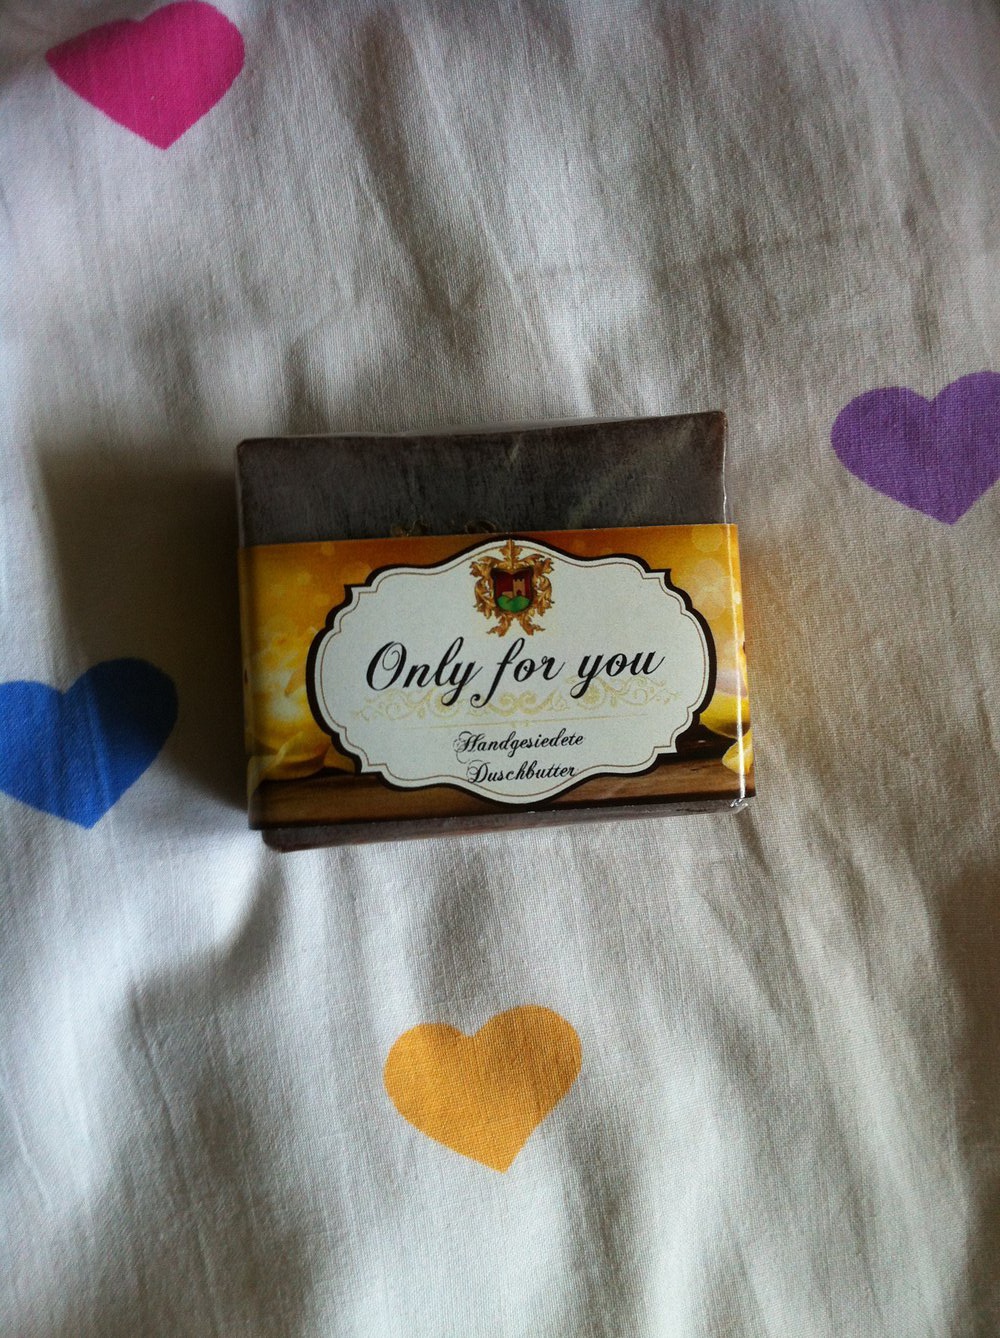 Only for you
Handgesiedete
Duschbutter